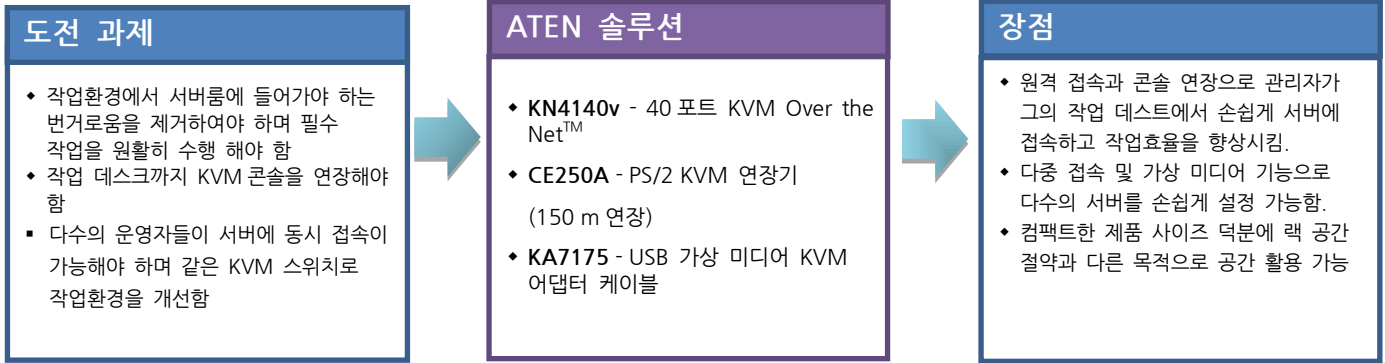 도전 과제
◆ 작업환경에서 서버룸에 들어가야 하는
번거로움을 제거하여야 하며 필수
작업을 원활히 수행 해야 함
◆ 작업 데스크까지 KVM 콘솔을 연장해야
함
▪ 다수의 운영자들이 서버에 동시 접속이
가능해야 하며 같은 KVM 스위치로
작업환경을 개선함
ATEN 솔루션
◆ KN4140v - 40 포트 KVM Over the
Net™
◆ CE250A - PS/2 KVM 연장기
(150 m 연장)
◆ KA7175 - USB 가상 미디어 KVM
어댑터 케이블
장점
◆ 원격 접속과 콘솔 연장으로 관리자가
그의 작업 데스트에서 손쉽게 서버에
접속하고 작업효율을 향상시킴.
◆ 다중 접속 및 가상 미디어 기능으로
다수의 서버를 손쉽게 설정 가능함.
◆ 컴팩트한 제품 사이즈 덕분에 랙 공간
절약과 다른 목적으로 공간 활용 가능